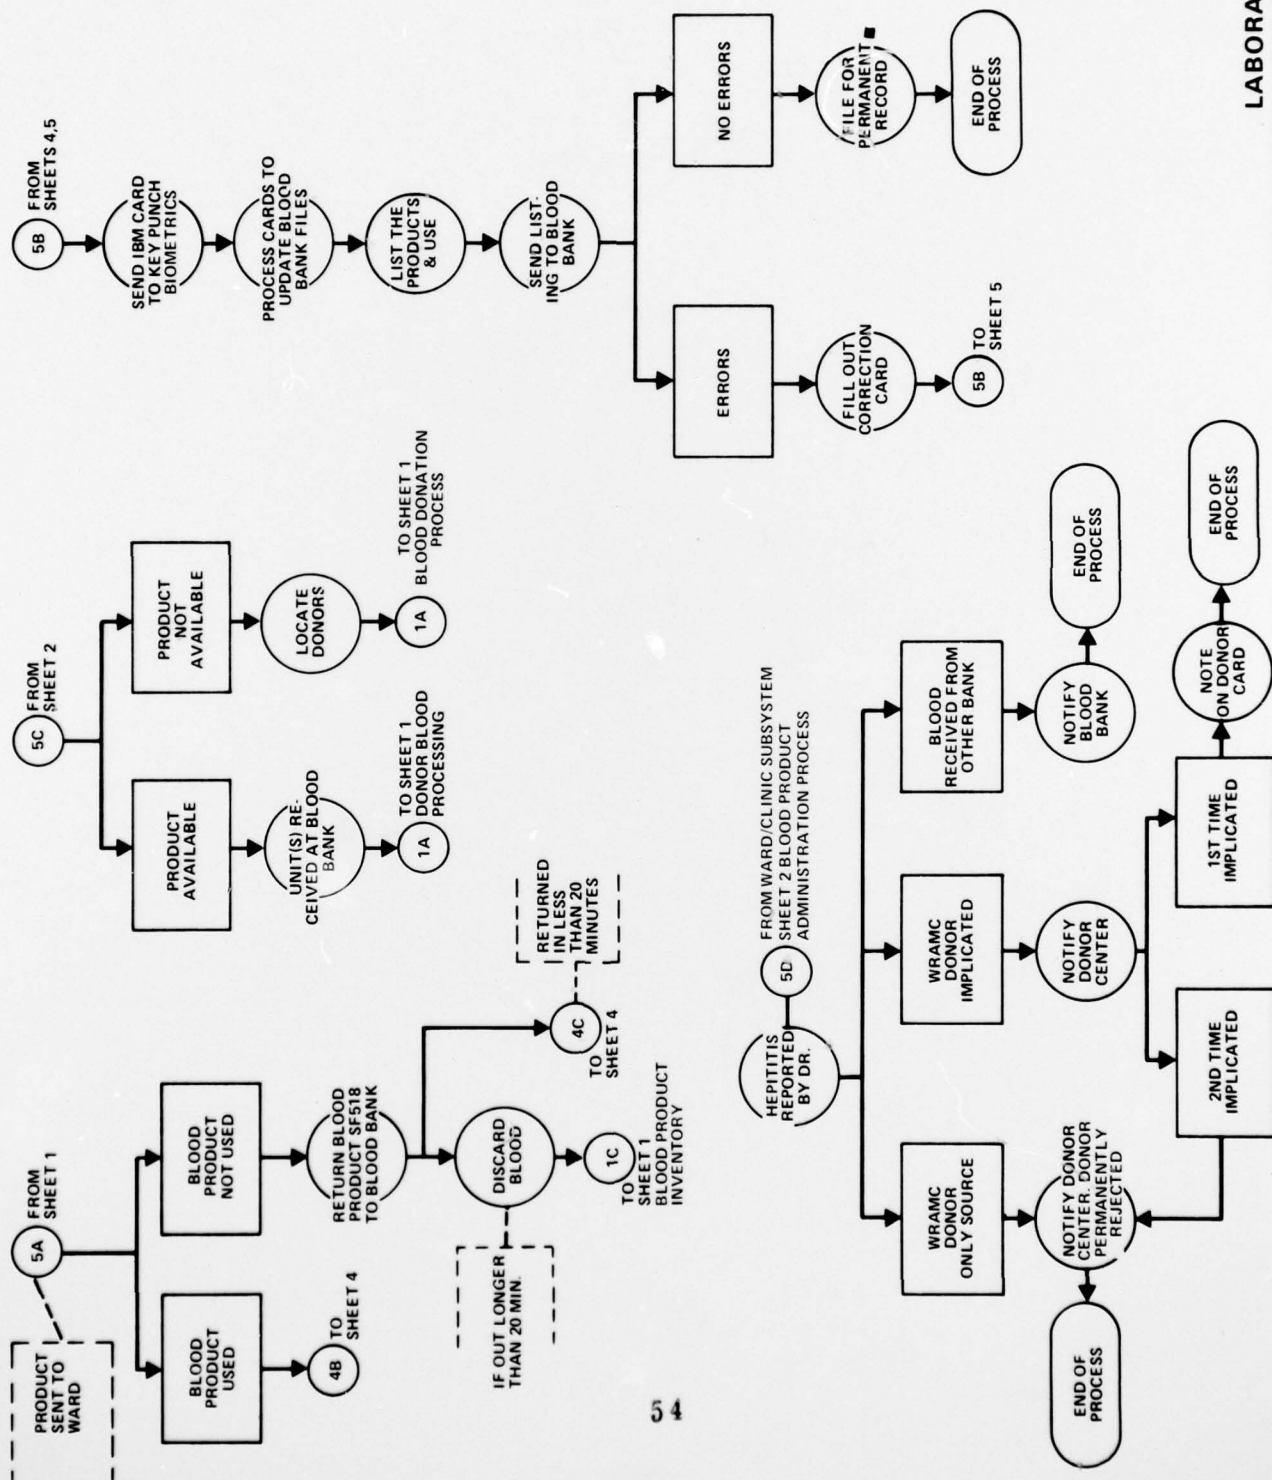 PRODUCT
SENT TO
WARD
5A
FROM
SHEET 1
BLOOD
PRODUCT
USED
4B
TO
SHEET 4
BLOOD
PRODUCT
NOT USED
RETURN BLOOD
PRODUCT SF518
TO BLOOD BANK
IF OUT LONGER
THAN 20 MIN.
DISCARD
BLOOD
1C
TO
SHEET 1
BLOOD PRODUCT
INVENTORY
4C
TO
SHEET 4
RETURNED
IN LESS
THAN 20
MINUTES
5C
FROM
SHEET 2
PRODUCT
AVAILABLE
UNIT(S) RE-
CEIVED AT BLOOD
BANK
1A
TO SHEET 1
DONOR BLOOD
PROCESSING
PRODUCT
NOT
AVAILABLE
LOCATE
DONORS
1A
TO SHEET 1
BLOOD DONATION
PROCESS
5B
FROM
SHEETS 4,5
SEND IBM CARD
TO KEY PUNCH
BIOMETRICS
PROCESS CARDS TO
UPDATE BLOOD
BANK FILES
LIST THE
PRODUCTS
& USE
SEND LIST-
ING TO BLOOD
BANK
ERRORS
FILL OUT
CORRECTION
CARD
5B
TO
SHEET 5
NO ERRORS
FILE FOR
PERMANENT
RECORD
END OF
PROCESS
HEPITITIS
REPORTED
BY DR.
5D
FROM WARD/CLINIC SUBSYSTEM
SHEET 2 BLOOD PRODUCT
ADMINISTRATION PROCESS
WRAMC
DONOR
ONLY SOURCE
NOTIFY DONOR
CENTER. DONOR
PERMANENTLY
REJECTED
END OF
PROCESS
WRAMC
DONOR
IMPLICATED
NOTIFY
DONOR
CENTER
2ND TIME
IMPLICATED
1ST TIME
IMPLICATED
NOTE
ON DONOR
CARD
END OF
PROCESS
BLOOD
RECEIVED FROM
OTHER BANK
NOTIFY
BLOOD
BANK
END OF
PROCESS
54
LABORA